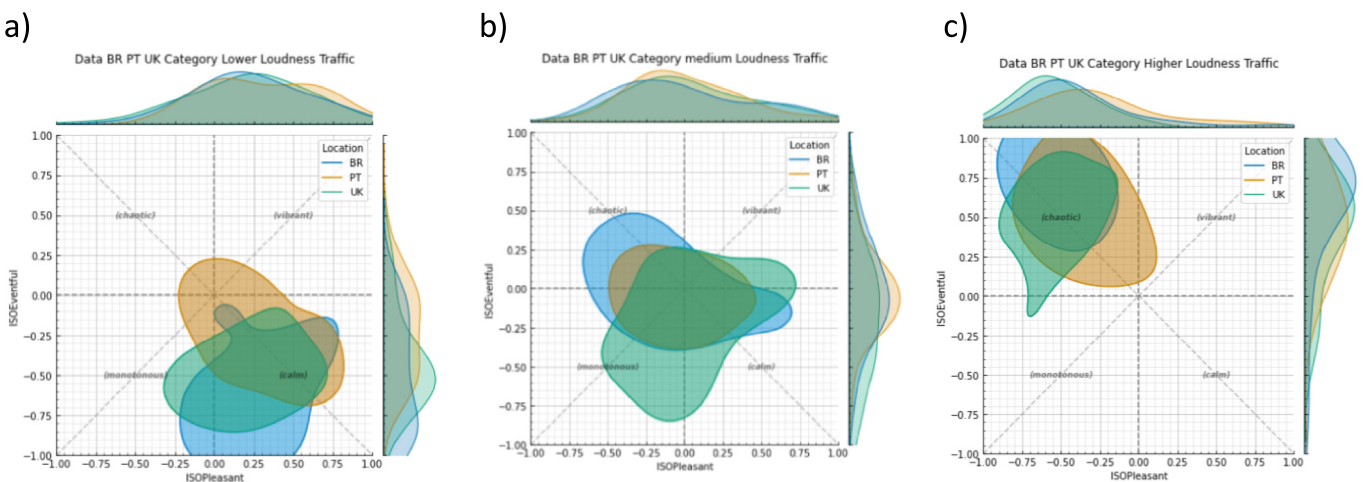 a)
Data BR PT UK Category Lower Loudness Traffic
1.00
0.75
0.50
0.25
0.00
−0.25
−0.50
−0.75
−1.00
ISOEventful
Location
BR
PT
UK
(chaotic)
(vibrant)
(monotonous)
(calm)
−1.00 −0.75 −0.50 −0.25 0.00 0.25 0.50 0.75 1.00
ISOPleasant
b)
Data BR PT UK Category medium Loudness Traffic
1.00
0.75
0.50
0.25
0.00
−0.25
−0.50
−0.75
−1.00
ISOEventful
Location
BR
PT
UK
(chaotic)
(vibrant)
(monotonous)
(calm)
−1.00 −0.75 −0.50 −0.25 0.00 0.25 0.50 0.75 1.00
ISOPleasant
c)
Data BR PT UK Category Higher Loudness Traffic
1.00
0.75
0.50
0.25
0.00
−0.25
−0.50
−0.75
−1.00
ISOEventful
Location
BR
PT
UK
(chaotic)
(vibrant)
(monotonous)
(calm)
−1.00 −0.75 −0.50 −0.25 0.00 0.25 0.50 0.75 1.00
ISOPleasant